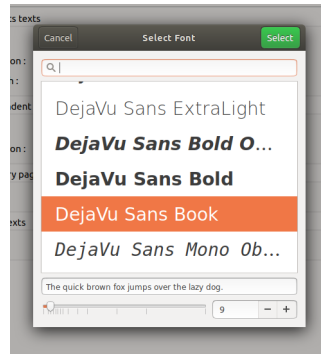 s texts
Cancel
Select Font
Select
on :
n :
DejaVu Sans ExtraLight
dent
DejaVu Sans Bold O...
on :
DejaVu Sans Bold
y pag
DejaVu Sans Book
exts
DejaVu Sans Mono Ob...
The quick brown fox jumps over the lazy dog.
9
- +